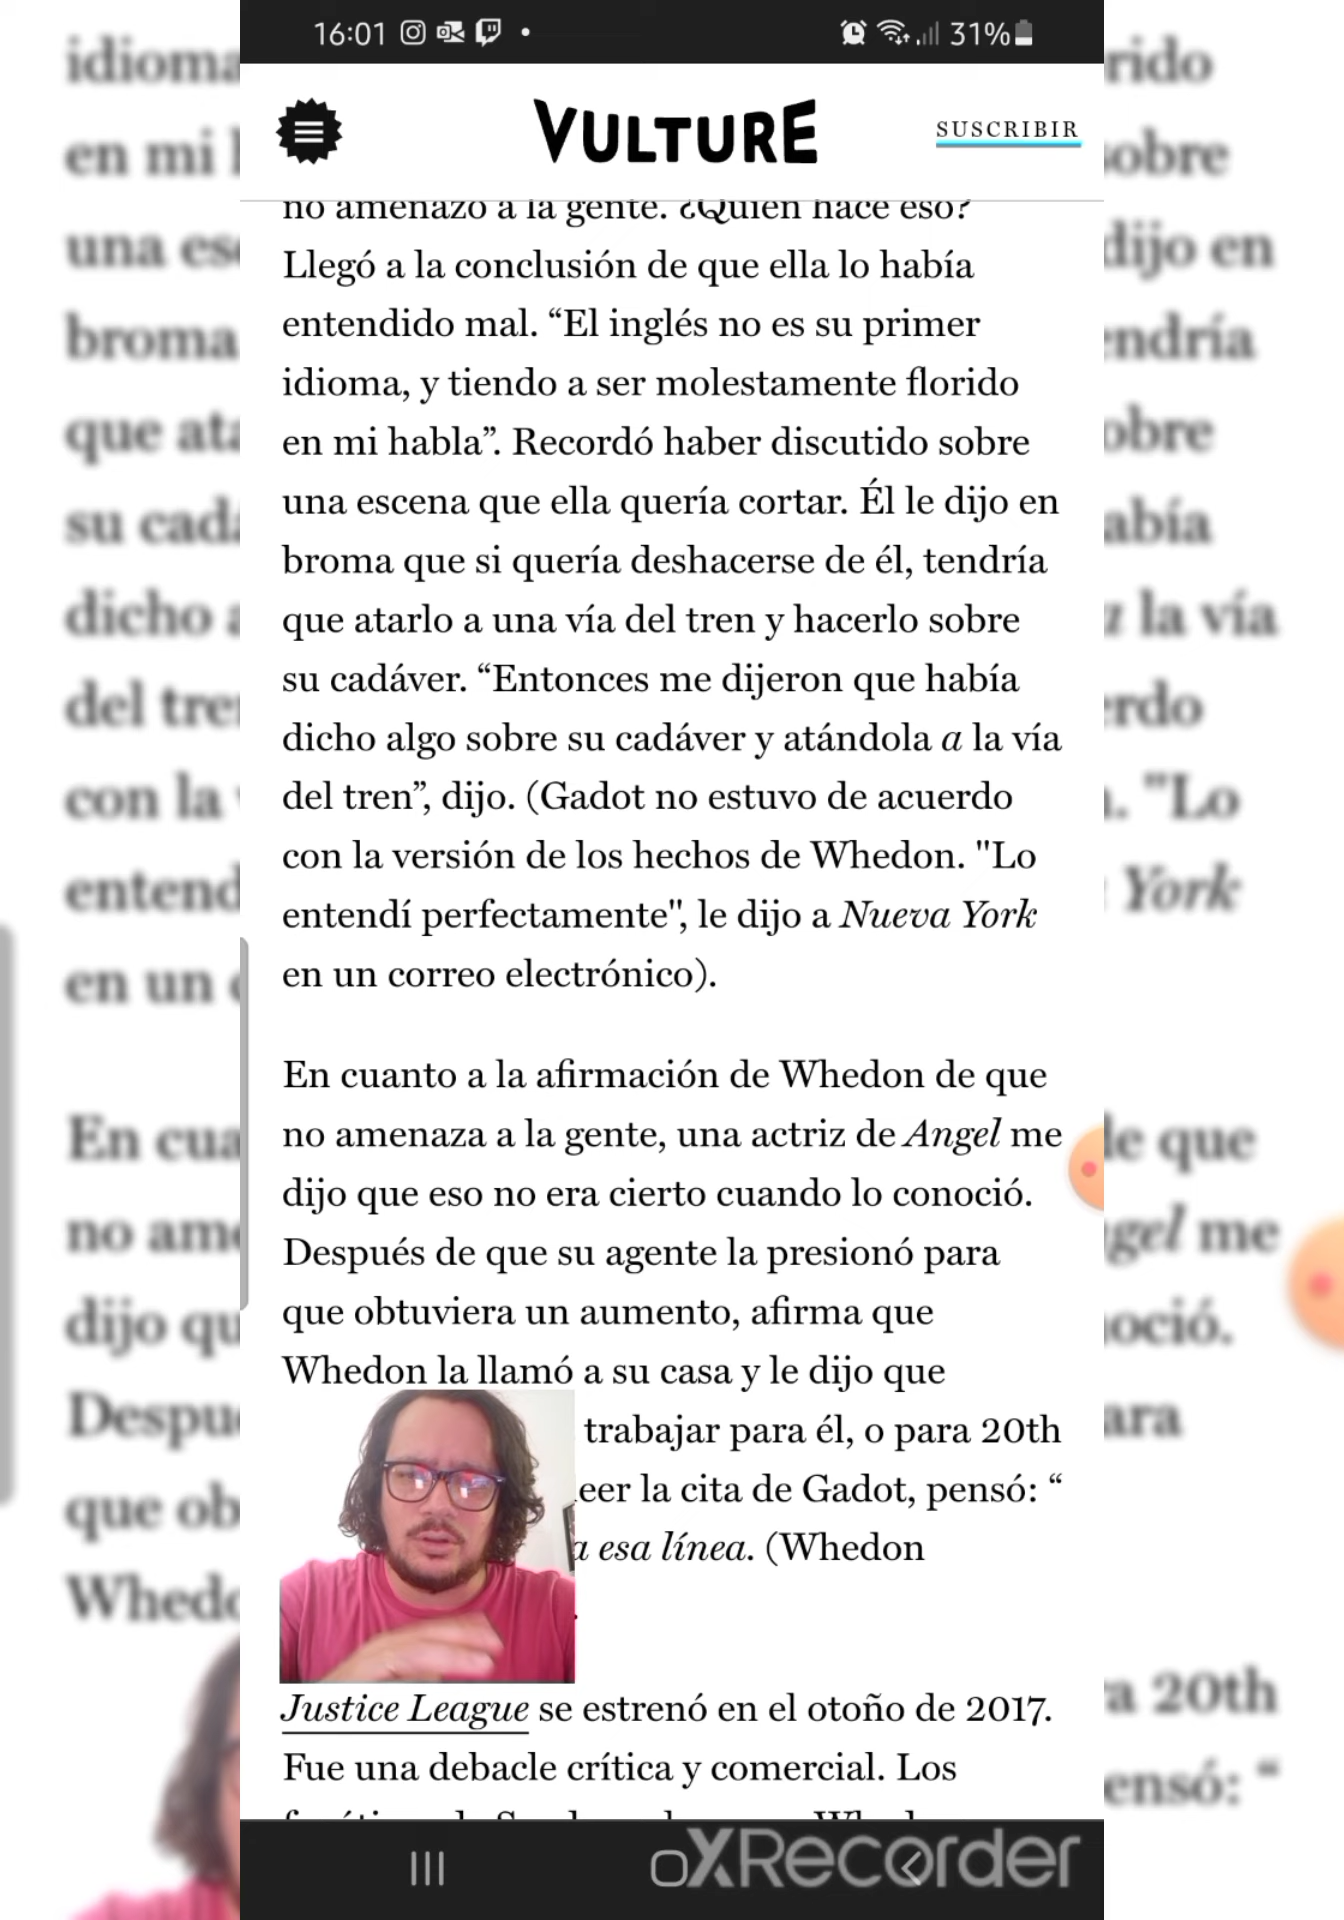 16:01
31%
VULTURE
SUSCRIBIR
no amenazo a la gente. ¿Quién hace eso?
Llegó a la conclusión de que ella lo había
entendido mal. “El inglés no es su primer
idioma, y tiendo a ser molestamente florido
en mi habla”. Recordó haber discutido sobre
una escena que ella quería cortar. Él le dijo en
broma que si quería deshacerse de él, tendría
que atarlo a una vía del tren y hacerlo sobre
su cadáver. “Entonces me dijeron que había
dicho algo sobre su cadáver y atándola a la vía
del tren”, dijo. (Gadot no estuvo de acuerdo
con la versión de los hechos de Whedon. "Lo
entendí perfectamente", le dijo a Nueva York
en un correo electrónico).
En cuanto a la afirmación de Whedon de que
no amenaza a la gente, una actriz de Angel me
dijo que eso no era cierto cuando lo conoció.
Después de que su agente la presionó para
que obtuviera un aumento, afirma que
Whedon la llamó a su casa y le dijo que
trabajar para él, o para 20th
eer la cita de Gadot, pensó: “
a esa línea. (Whedon
Justice League se estrenó en el otoño de 2017.
Fue una debacle crítica y comercial. Los
XRecorder